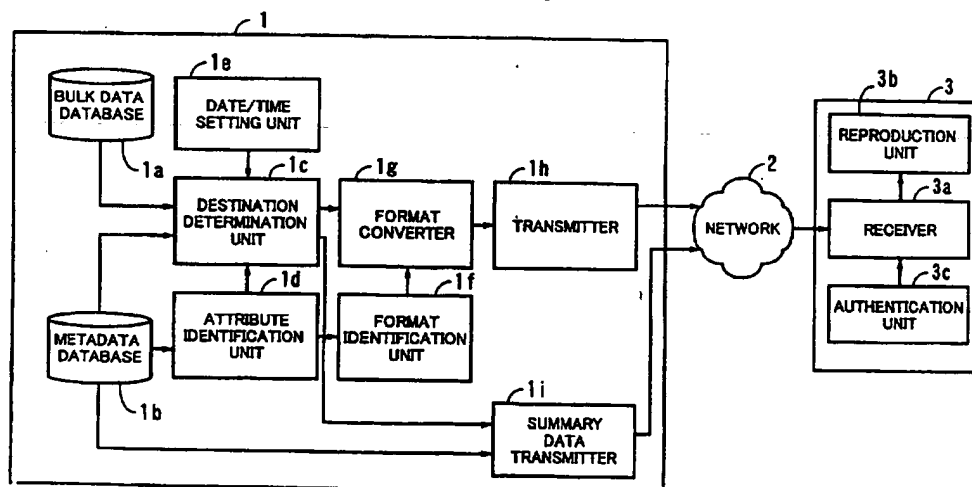 1
1e
3b
3
BULK DATA
DATABASE
DATE/TIME
SETTING UNIT
REPRODUCTION
UNIT
1a
1c
1g
1h
2
3a
DESTINATION
DETERMINATION
UNIT
FORMAT
CONVERTER
TRANSMITTER
NETWORK
RECEIVER
1d
1f
3c
METADATA
DATABASE
ATTRIBUTE
IDENTIFICATION
UNIT
FORMAT
IDENTIFICATION
UNIT
AUTHENTICATION
UNIT
1b
1i
SUMMARY
DATA
TRANSMITTER